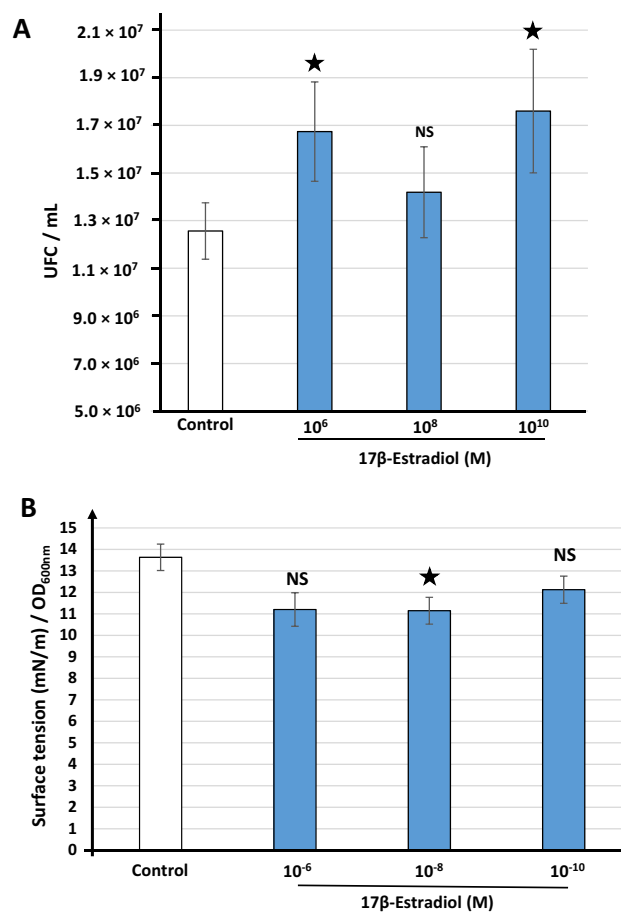 A
2.1 × 10⁷
1.9 × 10⁷
1.7 × 10⁷
1.5 × 10⁷
1.3 × 10⁷
1.1 × 10⁷
9.0 × 10⁶
7.0 × 10⁶
5.0 × 10⁶
UFC / mL
★
NS
★
Control 10⁶ 10⁸ 10¹⁰
17β-Estradiol (M)
B
15
14
13
12
11
10
9
8
7
6
5
4
3
2
1
0
Surface tension (mN/m) / OD₆₀₀ₙₘ
NS
★
NS
Control 10⁻⁶ 10⁻⁸ 10⁻¹⁰
17β-Estradiol (M)